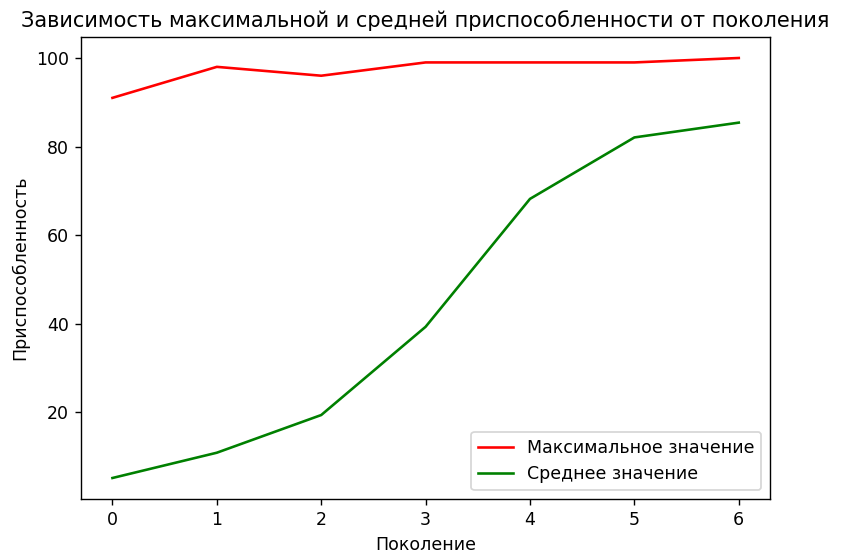 Зависимость максимальной и средней приспособленности от поколения
Приспособленность
100
80
60
40
20
Максимальное значение
Среднее значение
0 1 2 3 4 5 6
Поколение